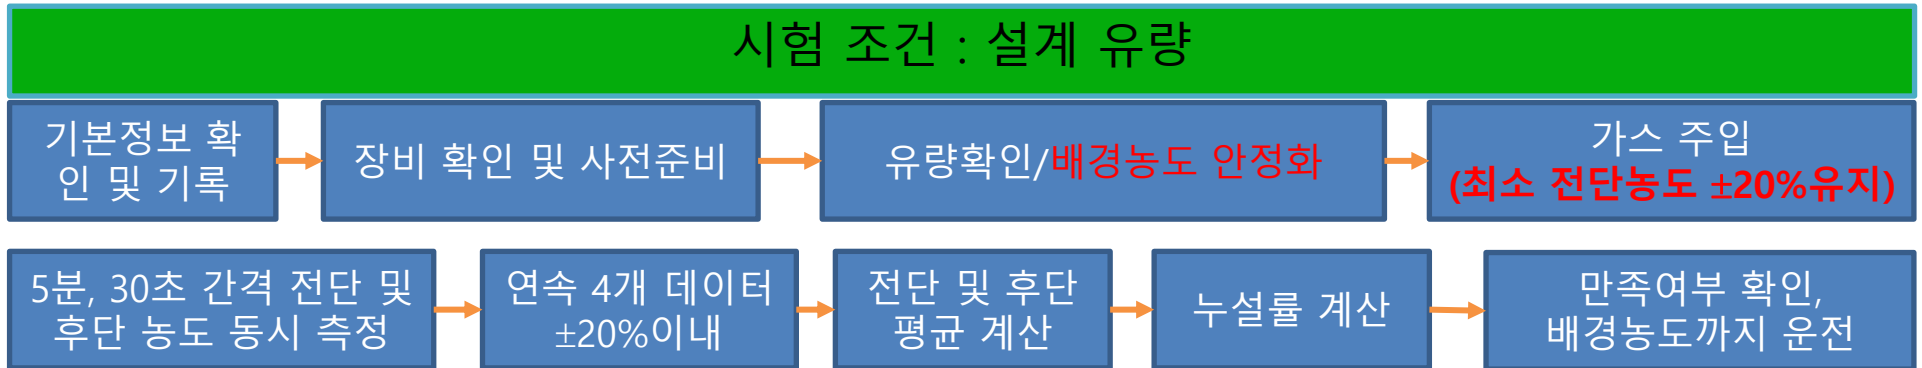 시험 조건 : 설계 유량
기본정보 확
인 및 기록
장비 확인 및 사전준비
유량확인/배경농도 안정화
가스 주입
(최소 전단농도 ±20%유지)
5분, 30초 간격 전단 및
후단 농도 동시 측정
연속 4개 데이터
±20%이내
전단 및 후단
평균 계산
누설률 계산
만족여부 확인,
배경농도까지 운전